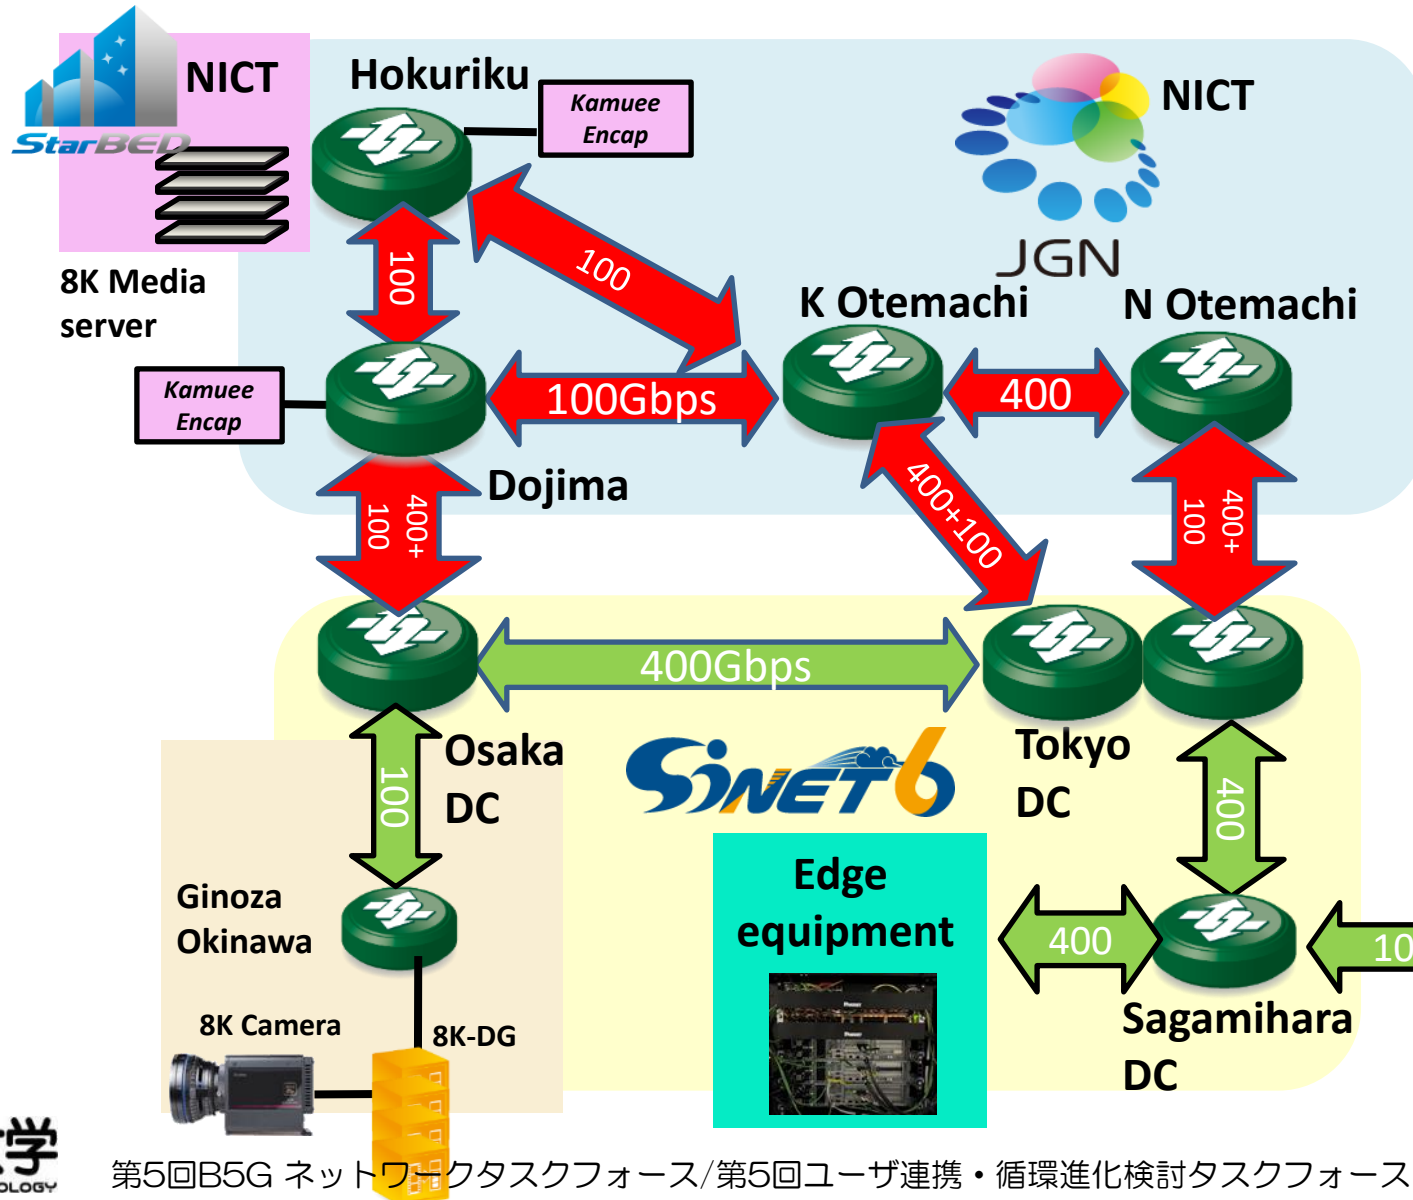 NICT
StarBED
Hokuriku
Kamuee
Encap
NICT
JGN
8K Media
server
100
100
K Otemachi
N Otemachi
Kamuee
Encap
100Gbps
400
Dojima
400+
100
400+100
400+
100
400Gbps
Osaka
DC
SINET6
Tokyo
DC
100
400
Edge
equipment
Ginoza
Okinawa
400
10
8K Camera
8K-DG
Sagamihara
DC
学
OLOGY
第5回B5G ネットワークタスクフォース/第5回ユーザ連携・循環進化検討タスクフォース